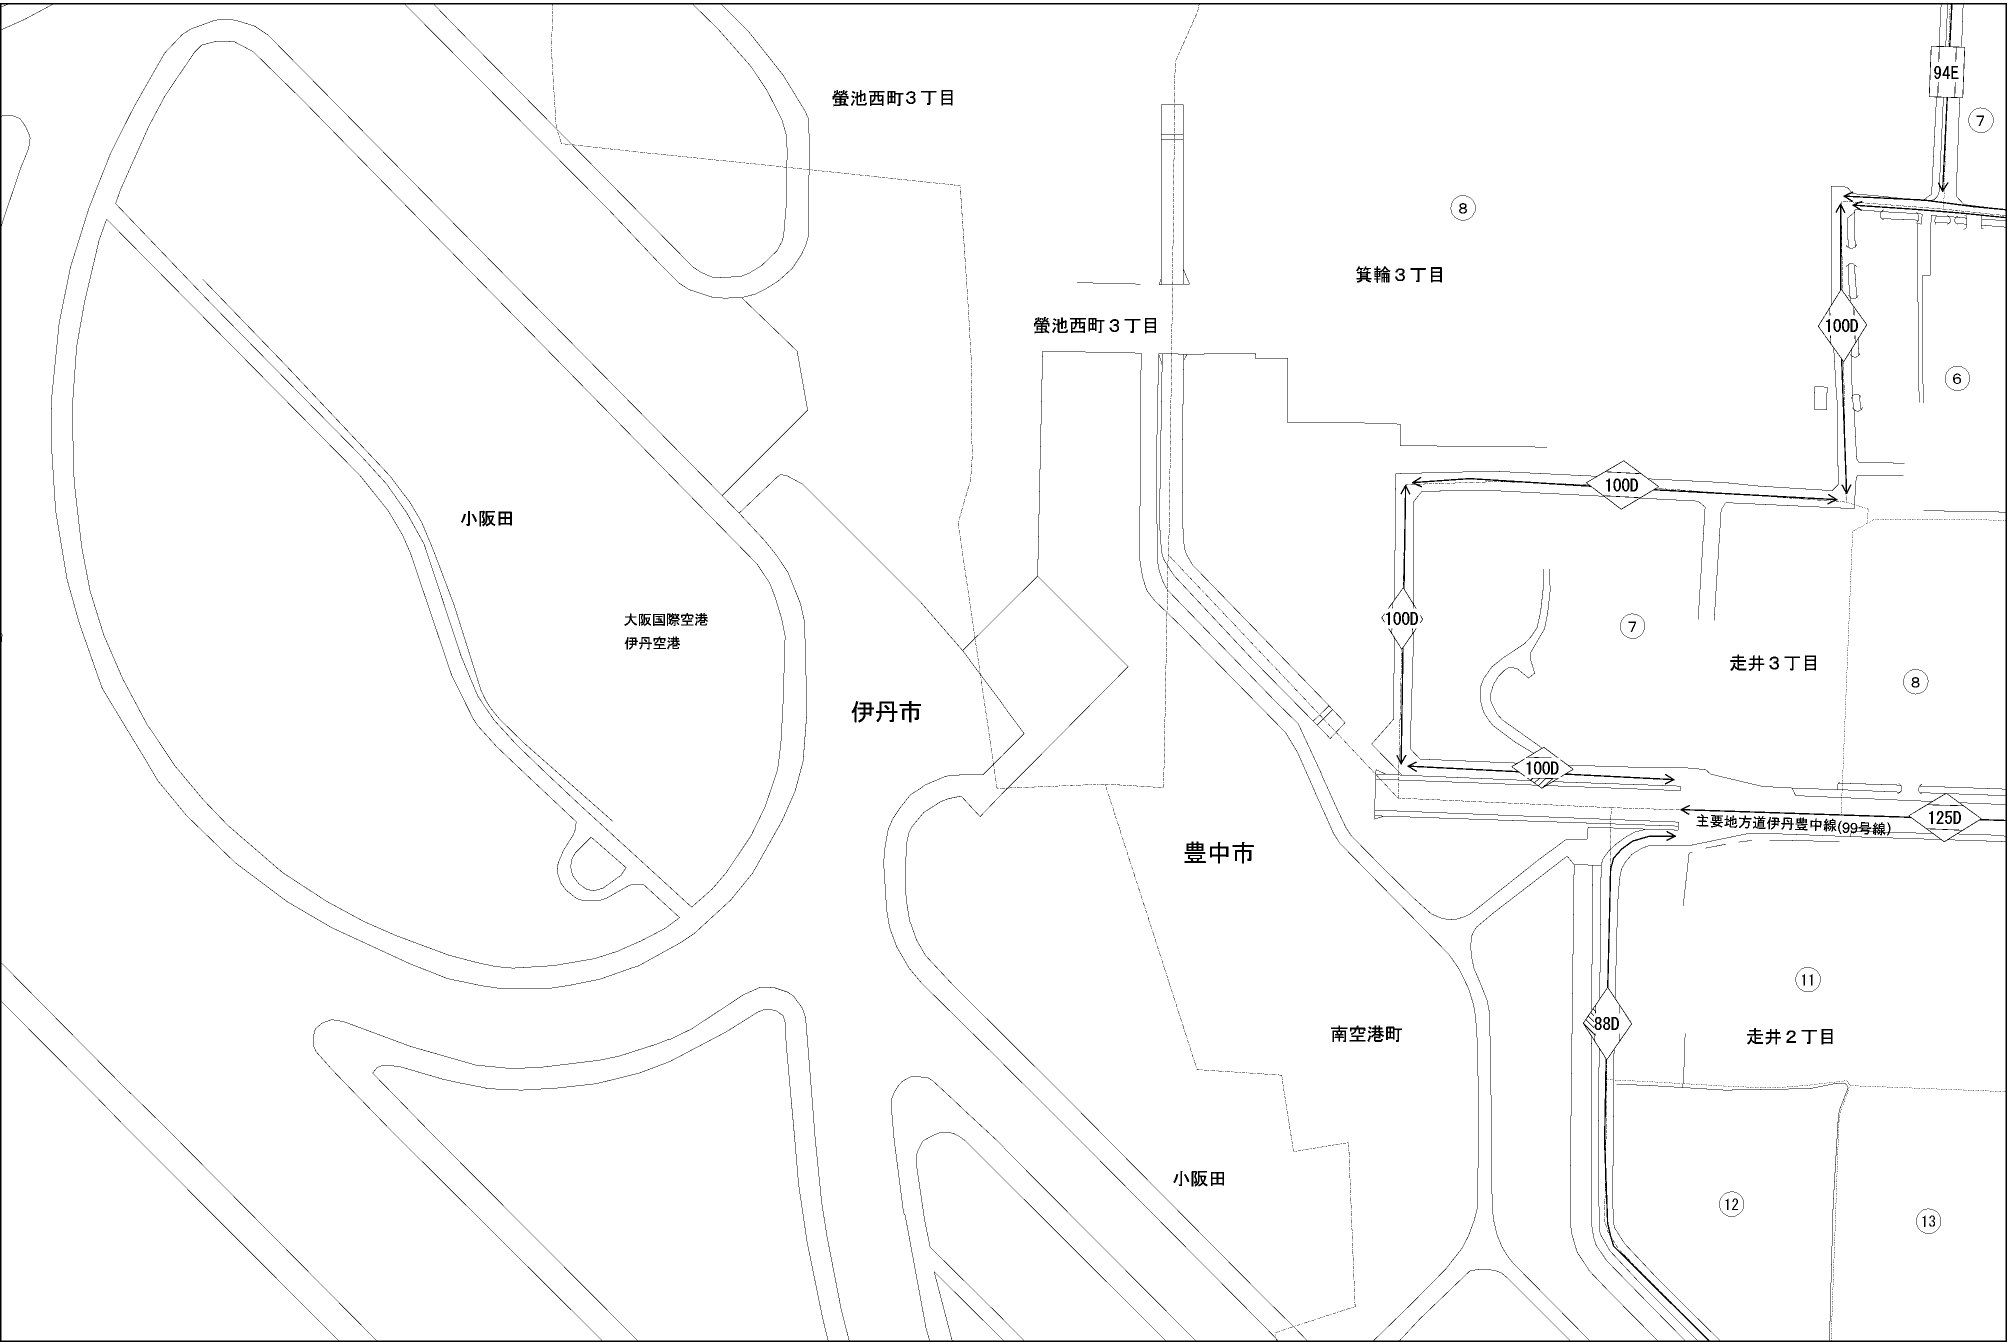 94E
螢池西町３丁目
⑦
⑧
箕輪３丁目
螢池西町３丁目
100D
⑥
100D
小阪田
大阪国際空港
伊丹空港
100D
⑦
走井３丁目
⑧
伊丹市
100D
125D
主要地方道伊丹豊中線(99号線)
豊中市
⑪
88D
南空港町
走井２丁目
小阪田
⑫
⑬